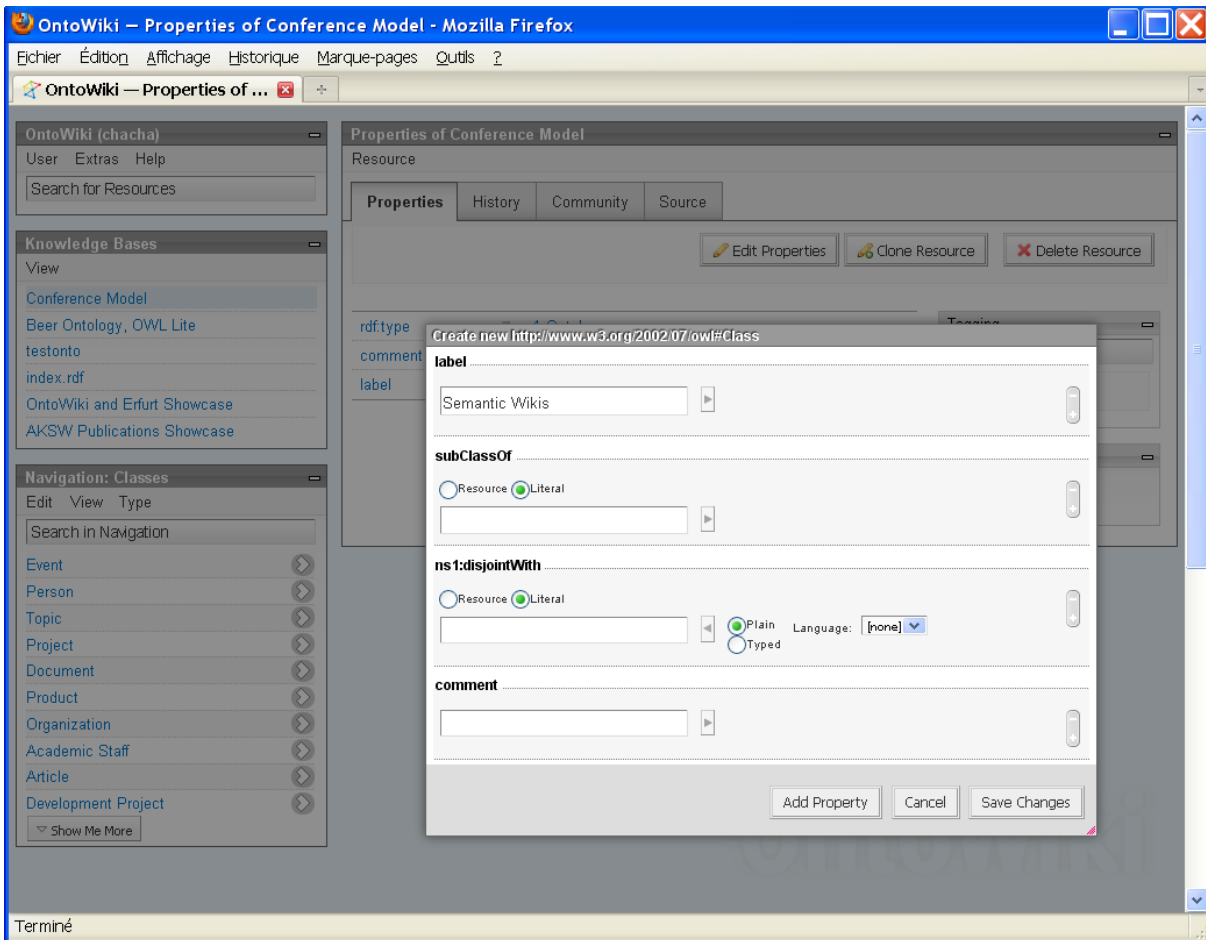 OntoWiki — Properties of Conference Model - Mozilla Firefox
Fichier Édition Affichage Historique Marque-pages Outils ?
OntoWiki — Properties of ...
OntoWiki (chacha)
User Extras Help
Search for Resources
Knowledge Bases
View
Conference Model
Beer Ontology, OWL Lite
testonto
index.rdf
OntoWiki and Erfurt Showcase
AKSW Publications Showcase
Navigation: Classes
Edit View Type
Search in Navigation
Event
Person
Topic
Project
Document
Product
Organization
Academic Staff
Article
Development Project
Show Me More
Properties of Conference Model
Resource
Properties History Community Source
Edit Properties Clone Resource Delete Resource
rdf:type
comment
label
Tagging
Create new http://www.w3.org/2002/07/owl#Class
label
Semantic Wikis
subClassOf
Resource Literal
ns1:disjointWith
Resource Literal
Plain Language: [none]
Typed
comment
Add Property Cancel Save Changes
OntoWiki
Terminé